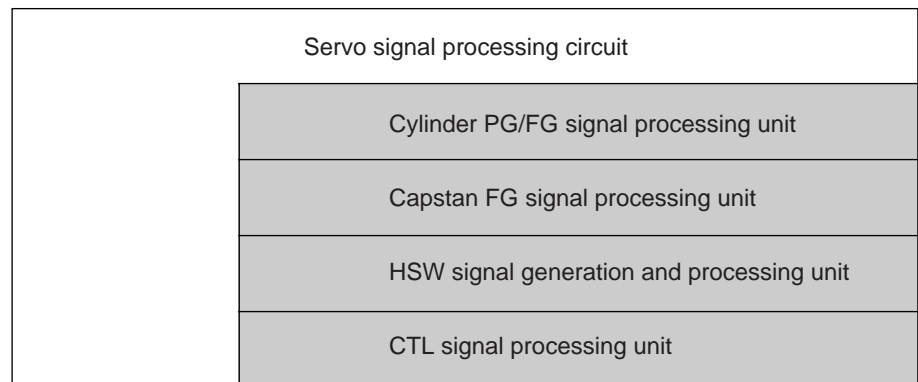 Servo signal processing circuit
Cylinder PG/FG signal processing unit
Capstan FG signal processing unit
HSW signal generation and processing unit
CTL signal processing unit